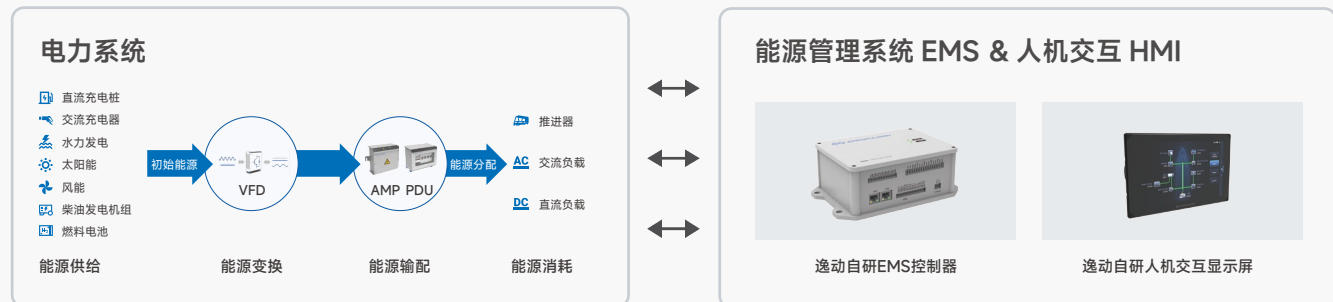 电力系统
直流充电桩
交流充电器
水力发电
太阳能
风能
柴油发电机组
燃料电池
初始能源
VFD
AMP PDU
能源分配
推进器
AC 交流负载
DC 直流负载
能源供给
能源变换
能源输配
能源消耗
能源管理系统 EMS & 人机交互 HMI
逸动自研EMS控制器
逸动自研人机交互显示屏